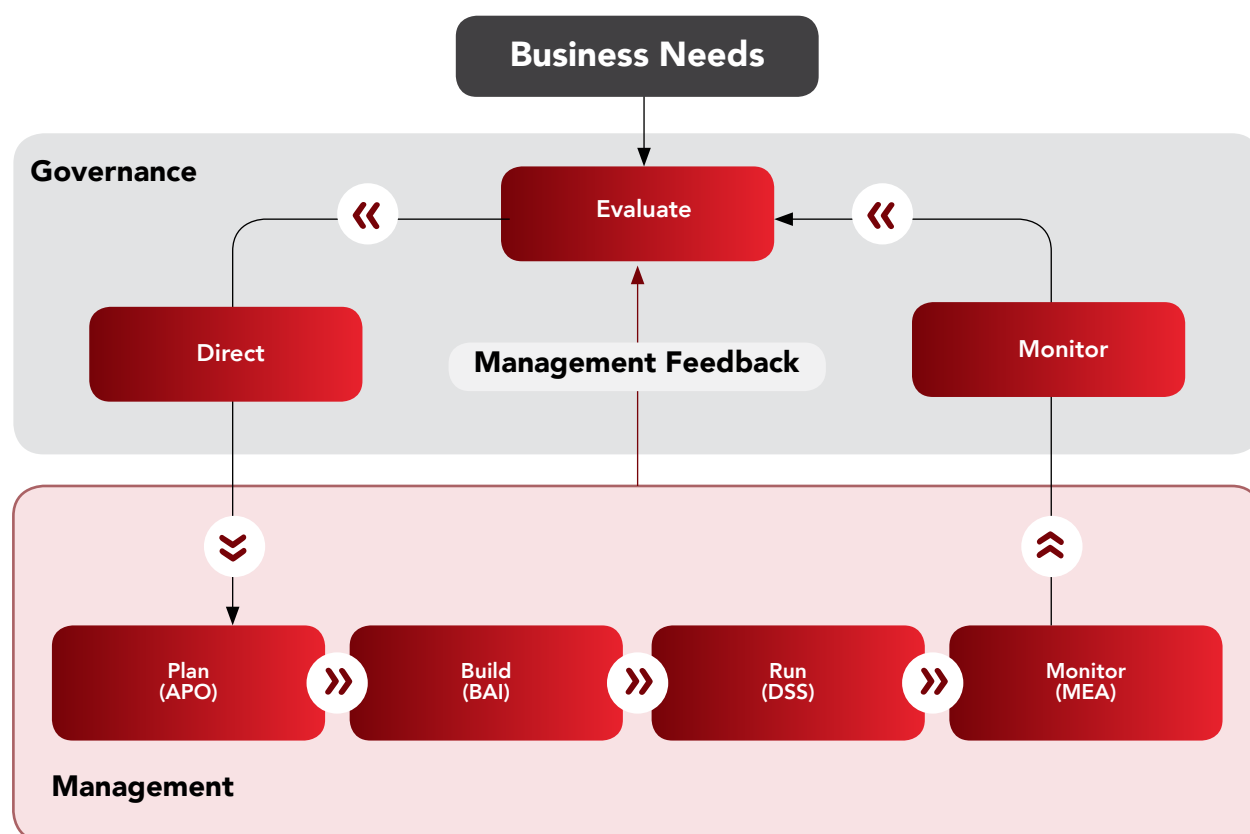 Business Needs
Governance
Evaluate
Direct
Management Feedback
Monitor
Plan
(APO)
Build
(BAI)
Run
(DSS)
Monitor
(MEA)
Management